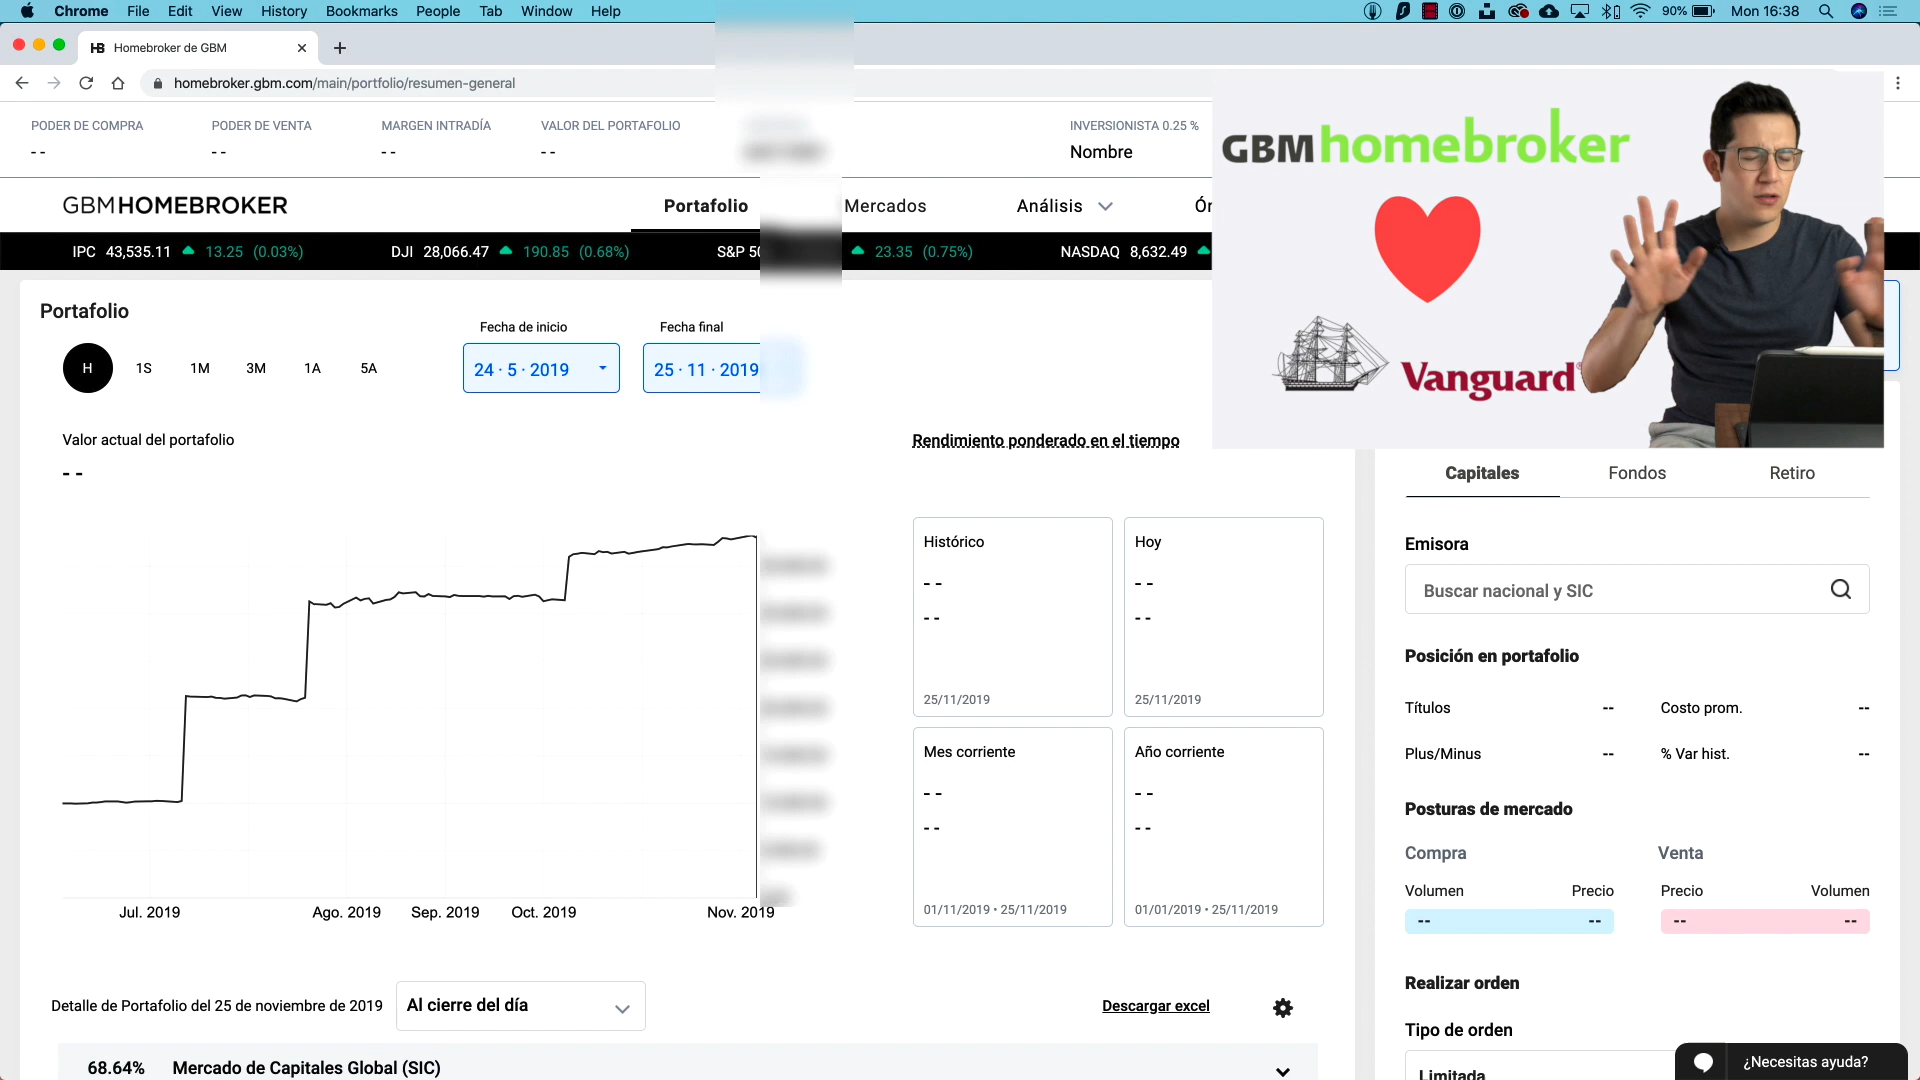 Chrome File Edit View History Bookmarks People Tab Window Help 90% Mon 16:38
HB Homebroker de GBM
homebroker.gbm.com/main/portfolio/resumen-general
PODER DE COMPRA PODER DE VENTA MARGEN INTRADÍA VALOR DEL PORTAFOLIO INVERSIONISTA 0.25 %
-- -- -- -- Nombre
GBMhomebroker
GBMHOMEBROKER Portafolio Mercados Análisis Ór
IPC 43,535.11 13.25 (0.03%) DJI 28,066.47 190.85 (0.68%) S&P 50 23.35 (0.75%) NASDAQ 8,632.49
Vanguard
Portafolio
Fecha de inicio Fecha final
H 1S 1M 3M 1A 5A 24 · 5 · 2019 25 · 11 · 2019
Valor actual del portafolio
--
Rendimiento ponderado en el tiempo
Histórico
--
--
25/11/2019
Hoy
--
--
25/11/2019
Mes corriente
--
--
01/11/2019 • 25/11/2019
Año corriente
--
--
01/01/2019 • 25/11/2019
Jul. 2019 Ago. 2019 Sep. 2019 Oct. 2019 Nov. 2019
Detalle de Portafolio del 25 de noviembre de 2019 Al cierre del día Descargar excel
68.64% Mercado de Capitales Global (SIC)
Capitales Fondos Retiro
Emisora
Buscar nacional y SIC
Posición en portafolio
Títulos -- Costo prom. --
Plus/Minus -- % Var hist. --
Posturas de mercado
Compra Venta
Volumen Precio Precio Volumen
-- -- -- --
Realizar orden
Tipo de orden
Limitada
¿Necesitas ayuda?